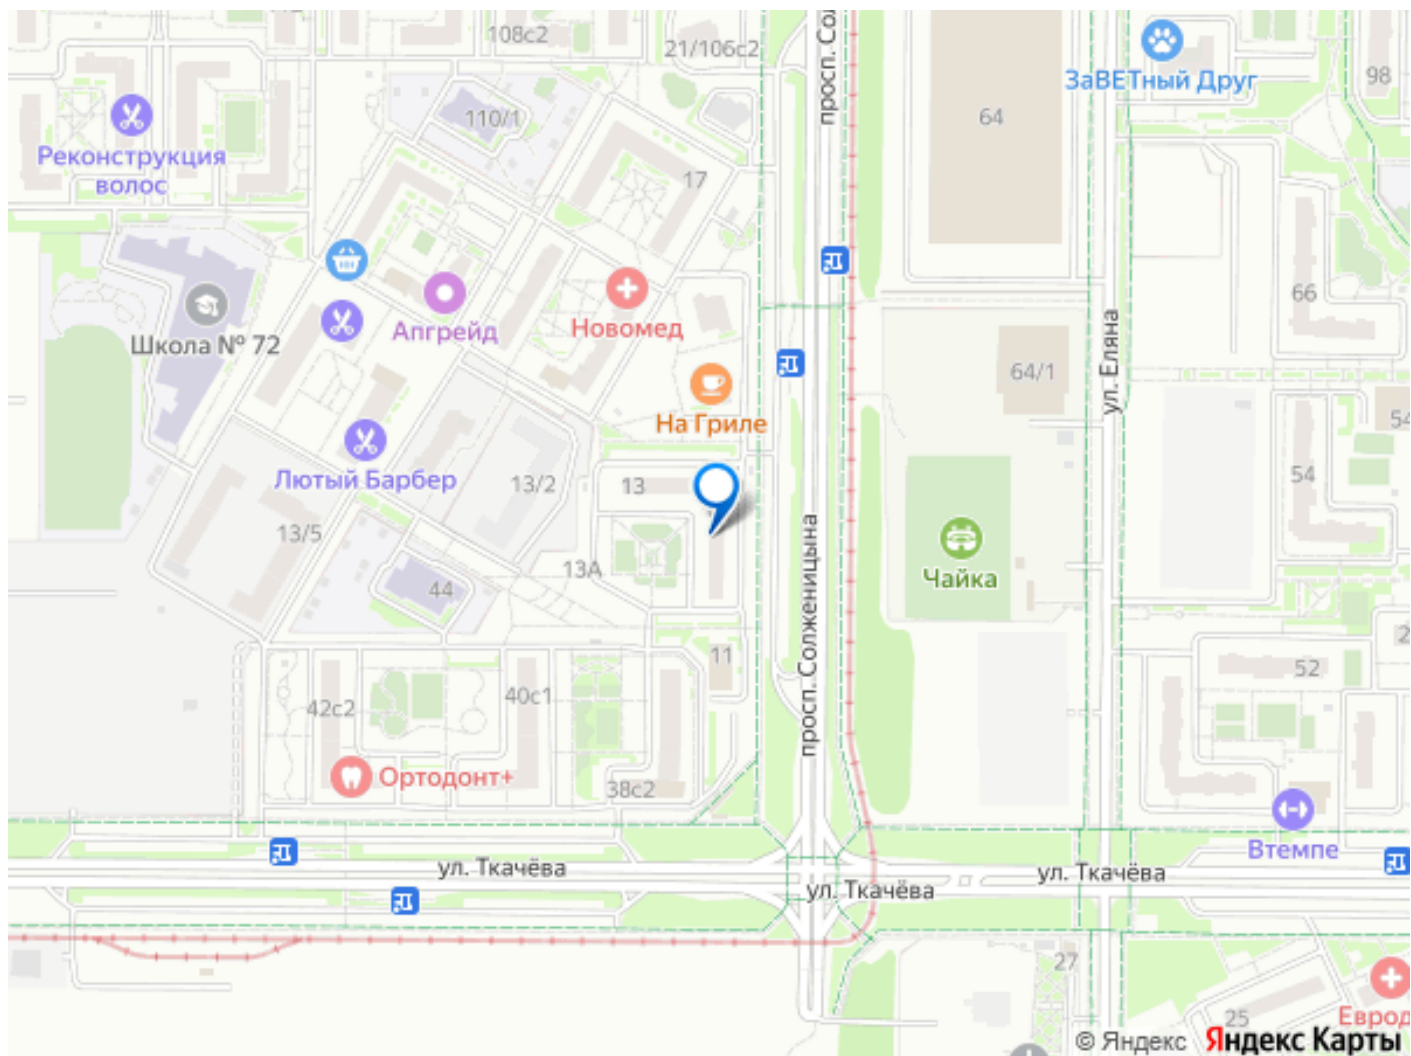 108с2
21/106с2
просп. Сол
ЗаВЕТный Друг
98
64
110/1
Реконструкция
волос
17
66
Новомед
Апгрейд
Школа № 72
ул. Еляна
64/1
На Гриле
54
Лютый Барбер
13/2
13
54
13/5
просп. Солженицына
13А
Чайка
44
11
52
2
42с2
40с1
Ортодонт+
38с2
Втемпе
ул. Ткачёва
ул. Ткачёва
ул. Ткачёва
27
25
Еврод
© Яндекс Яндекс Карты